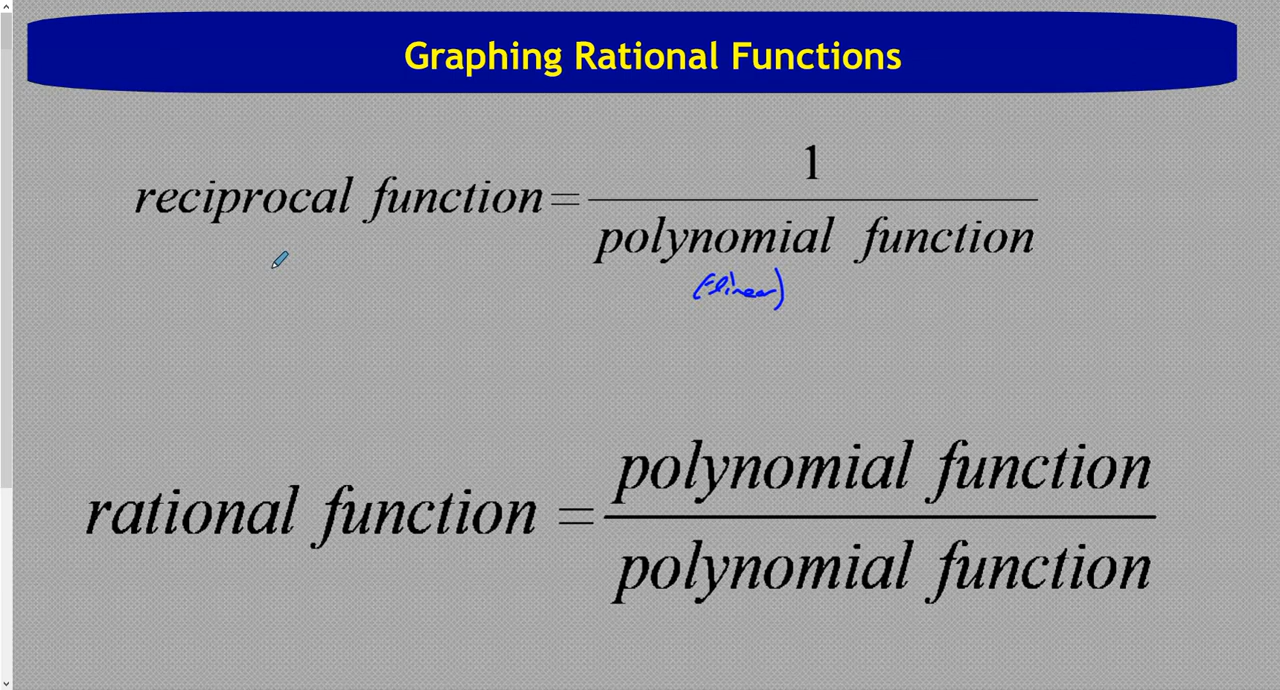 Graphing Rational Functions
1
reciprocal function =
polynomial function
(linear)
polynomial function
rational function =
polynomial function